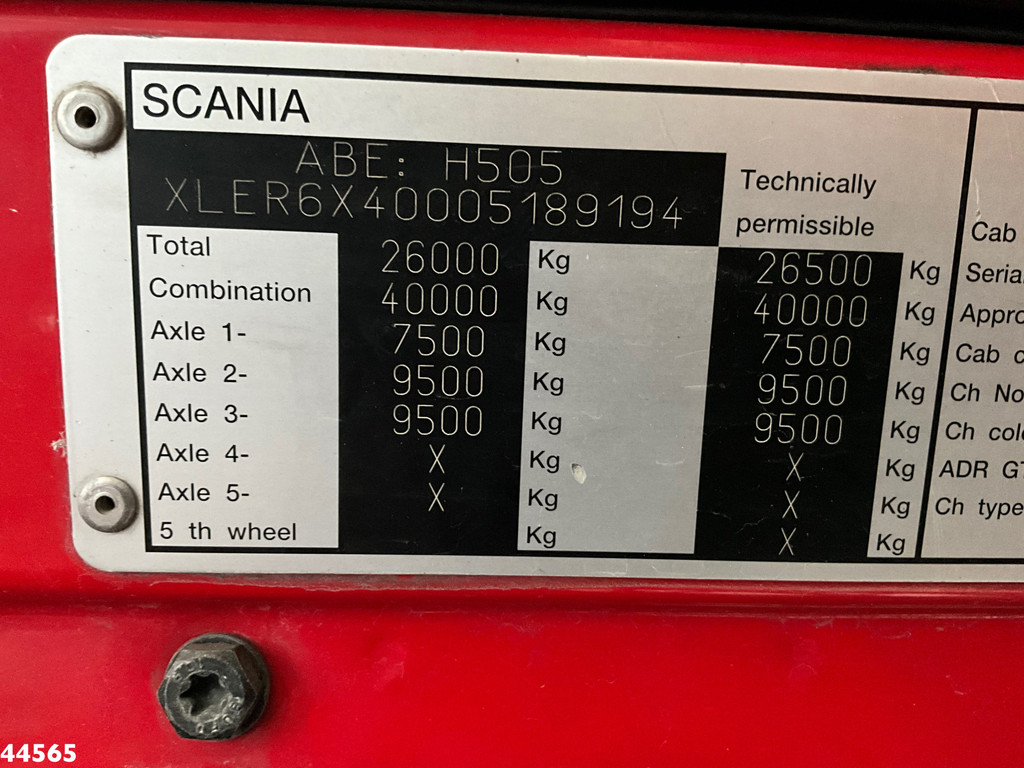 SCANIA
ABE: H505
XLER6X40005189194
Technically
permissible
Total 26000 Kg 26500 Kg
Combination 40000 Kg 40000 Kg
Axle 1- 7500 Kg 7500 Kg
Axle 2- 9500 Kg 9500 Kg
Axle 3- 9500 Kg 9500 Kg
Axle 4- X Kg X Kg
Axle 5- X Kg X Kg
5 th wheel Kg X Kg
Cab
Ch No
ADR
Ch type
44565